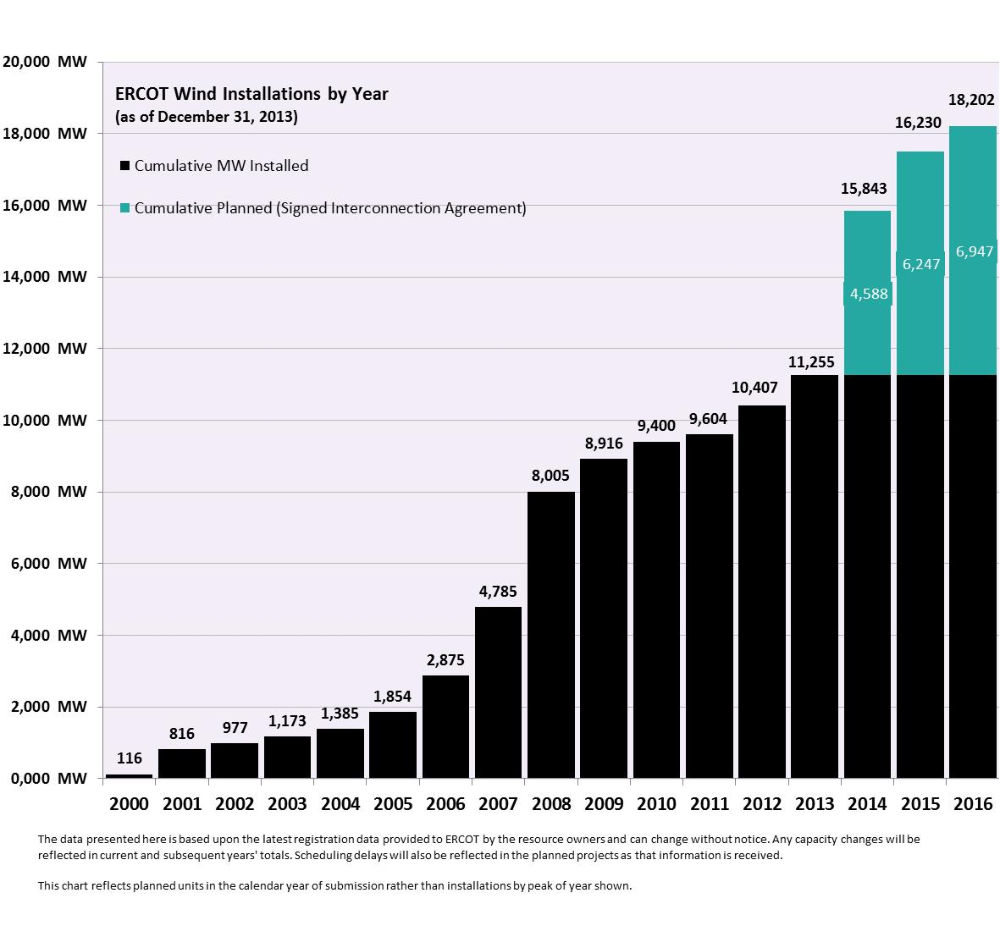 20,000 MW
18,000 MW
16,000 MW
14,000 MW
12,000 MW
10,000 MW
8,000 MW
6,000 MW
4,000 MW
2,000 MW
0,000 MW
ERCOT Wind Installations by Year
(as of December 31, 2013)
Cumulative MW Installed
Cumulative Planned (Signed Interconnection Agreement)
116
816
977
1,173
1,385
1,854
2,875
4,785
8,005
8,916
9,400
9,604
10,407
11,255
15,843
4,588
16,230
6,247
18,202
6,947
2000 2001 2002 2003 2004 2005 2006 2007 2008 2009 2010 2011 2012 2013 2014 2015 2016
The data presented here is based upon the latest registration data provided to ERCOT by the resource owners and can change without notice. Any capacity changes will be
reflected in current and subsequent years' totals. Scheduling delays will also be reflected in the planned projects as that information is received.
This chart reflects planned units in the calendar year of submission rather than installations by peak of year shown.